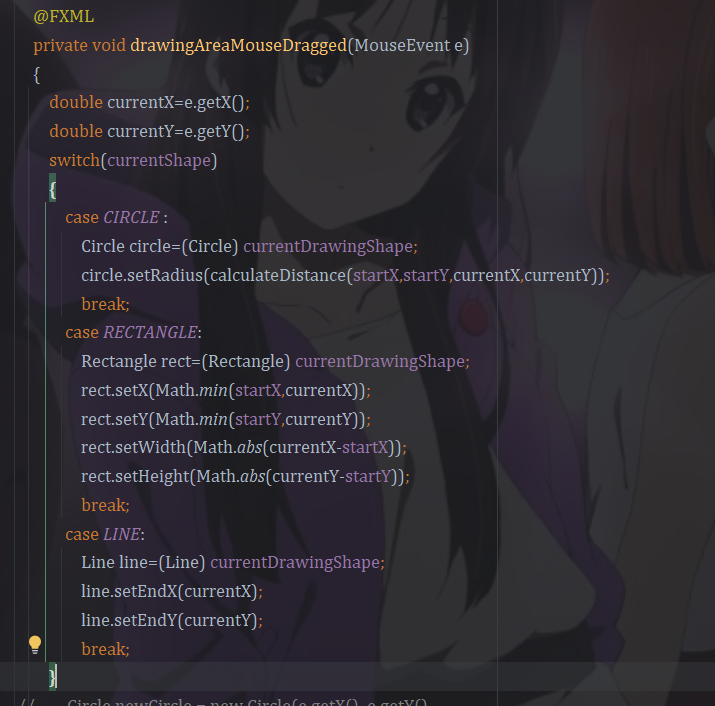 @FXML
private void drawingAreaMouseDragged(MouseEvent e)
{
double currentX=e.getX();
double currentY=e.getY();
switch(currentShape)
{
case CIRCLE :
Circle circle=(Circle) currentDrawingShape;
circle.setRadius(calculateDistance(startX,startY,currentX,currentY));
break;
case RECTANGLE:
Rectangle rect=(Rectangle) currentDrawingShape;
rect.setX(Math.min(startX,currentX));
rect.setY(Math.min(startY,currentY));
rect.setWidth(Math.abs(currentX-startX));
rect.setHeight(Math.abs(currentY-startY));
break;
case LINE:
Line line=(Line) currentDrawingShape;
line.setEndX(currentX);
line.setEndY(currentY);
break;
}
// Circle newCircle = new Circle(e.getX(), e.getY()